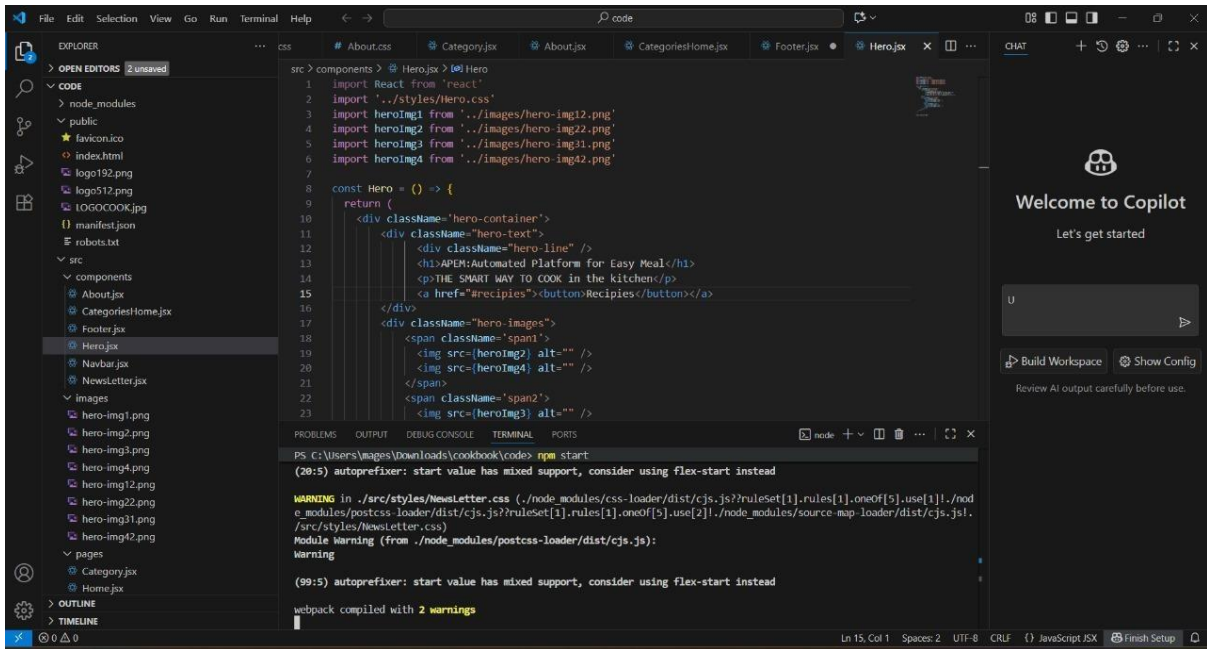 File Edit Selection View Go Run Terminal Help
code
EXPLORER
OPEN EDITORS 2 unsaved
CODE
node_modules
public
favicon.ico
index.html
logo192.png
logo512.png
LOGOCOOK.jpg
manifest.json
robots.txt
src
components
About.jsx
CategoriesHome.jsx
Footer.jsx
Hero.jsx
Navbar.jsx
NewsLetter.jsx
images
hero-img1.png
hero-img2.png
hero-img3.png
hero-img4.png
hero-img12.png
hero-img22.png
hero-img31.png
hero-img42.png
pages
Category.jsx
Home.jsx
OUTLINE
TIMELINE
2
css # About.css Category.jsx About.jsx CategoriesHome.jsx Footer.jsx Hero.jsx
src > components > Hero.jsx > Hero
1 import React from 'react'
2 import '../styles/Hero.css'
3 import heroImg1 from '../images/hero-img12.png'
4 import heroImg2 from '../images/hero-img22.png'
5 import heroImg3 from '../images/hero-img31.png'
6 import heroImg4 from '../images/hero-img42.png'
7
8 const Hero = () => {
9 return (
10 <div className='hero-container'>
11 <div className="hero-text">
12 <div className="hero-line" />
13 <h1>APEM:Automated Platform for Easy Meal</h1>
14 <p>THE SMART WAY TO COOK in the kitchen</p>
15 <a href="#recipies"><button>Recipies</button></a>
16 </div>
17 <div className="hero-images">
18 <span className='span1'>
19 <img src={heroImg2} alt="" />
20 <img src={heroImg4} alt="" />
21 </span>
22 <span className='span2'>
23 <img src={heroImg3} alt="" />
PROBLEMS OUTPUT DEBUG CONSOLE TERMINAL PORTS
node
PS C:\Users\mages\Downloads\cookbook\code> npm start
(20:5) autoprefixer: start value has mixed support, consider using flex-start instead
WARNING in ./src/styles/NewsLetter.css (./node_modules/css-loader/dist/cjs.js??ruleSet[1].rules[1].oneOf[5].use[1]!./nod
e_modules/postcss-loader/dist/cjs.js??ruleSet[1].rules[1].oneOf[5].use[2]!./node_modules/source-map-loader/dist/cjs.js!.
/src/styles/NewsLetter.css)
Module Warning (from ./node_modules/postcss-loader/dist/cjs.js):
Warning
(99:5) autoprefixer: start value has mixed support, consider using flex-start instead
webpack compiled with 2 warnings
CHAT
Welcome to Copilot
Let's get started
U
Build Workspace
Show Config
Review AI output carefully before use.
0 0
Ln 15, Col 1 Spaces: 2 UTF-8 CRLF {} JavaScript JSX Finish Setup